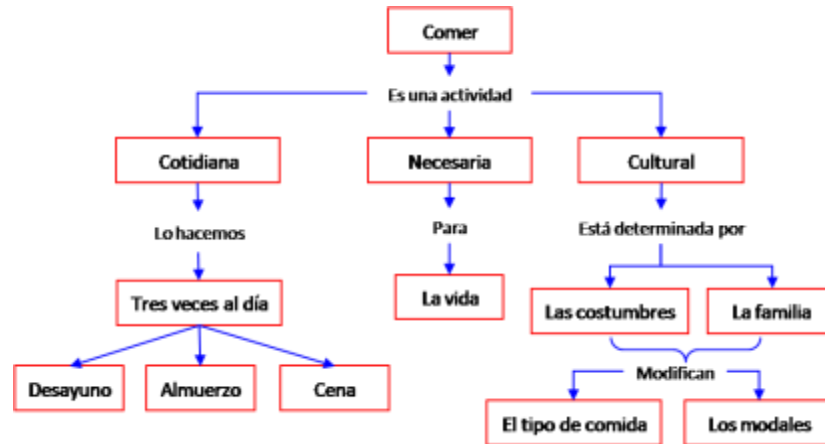 Comer
Es una actividad
Cotidiana
Necesaria
Cultural
Lo hacemos
Para
Está determinada por
Tres veces al día
La vida
Las costumbres
La familia
Desayuno
Almuerzo
Cena
Modifican
El tipo de comida
Los modales